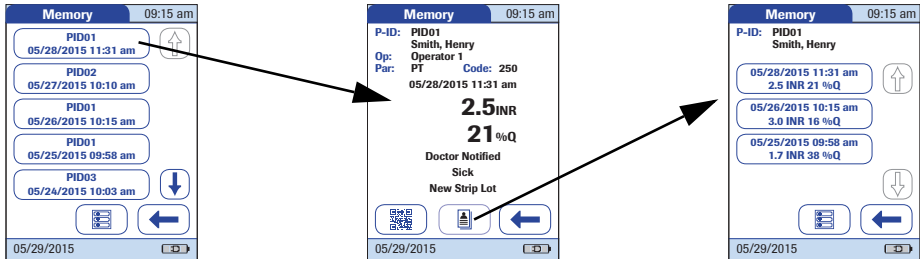 Memory 09:15 am
PID01
05/28/2015 11:31 am
PID02
05/27/2015 10:10 am
PID01
05/26/2015 10:15 am
PID01
05/25/2015 09:58 am
PID03
05/24/2015 10:03 am
05/29/2015
Memory 09:15 am
P-ID: PID01
Smith, Henry
Op: Operator 1
Par: PT Code: 250
05/28/2015 11:31 am
2.5INR
21%Q
Doctor Notified
Sick
New Strip Lot
05/29/2015
Memory 09:15 am
P-ID: PID01
Smith, Henry
05/28/2015 11:31 am
2.5 INR 21 %Q
05/26/2015 10:15 am
3.0 INR 16 %Q
05/25/2015 09:58 am
1.7 INR 38 %Q
05/29/2015